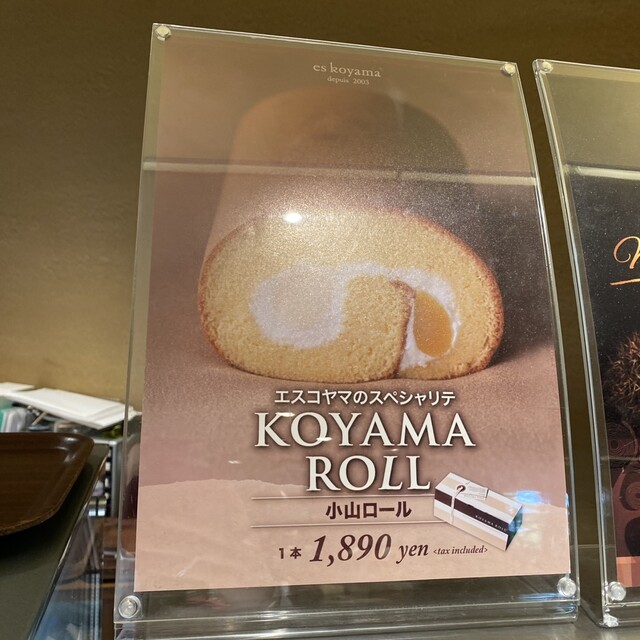 es koyama
depuis 2003
エスコヤマのスペシャリテ
KOYAMA
ROLL
小山ロール
1本 1,890 yen <tax included>